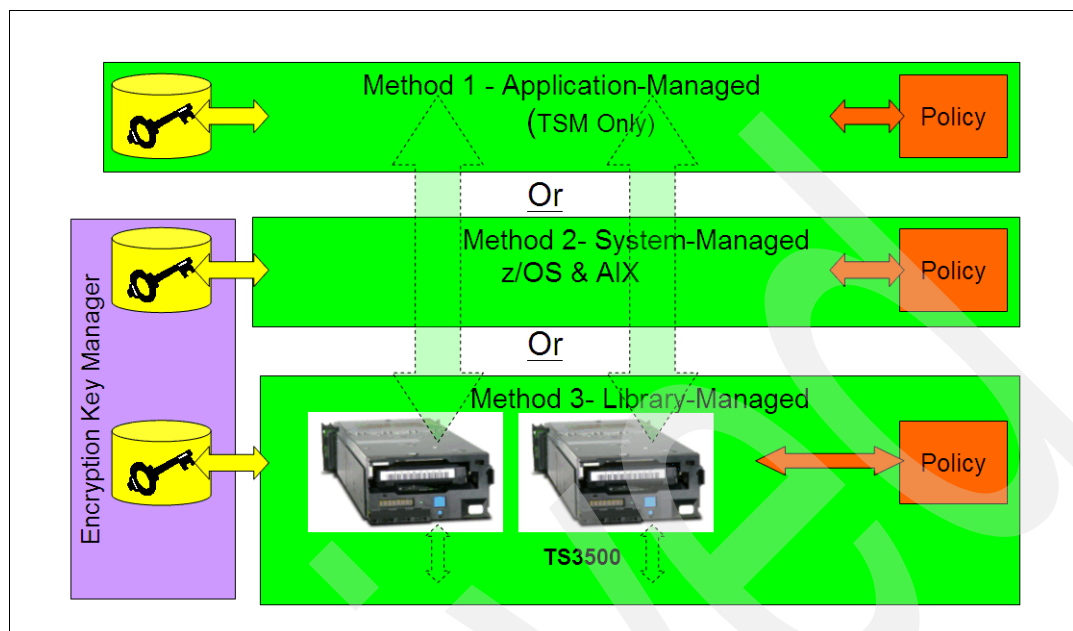 Method 1 - Application-Managed
(TSM Only)
Policy
Or
Method 2- System-Managed
z/OS & AIX
Policy
Or
Encryption Key Manager
Method 3- Library-Managed
Policy
TS3500